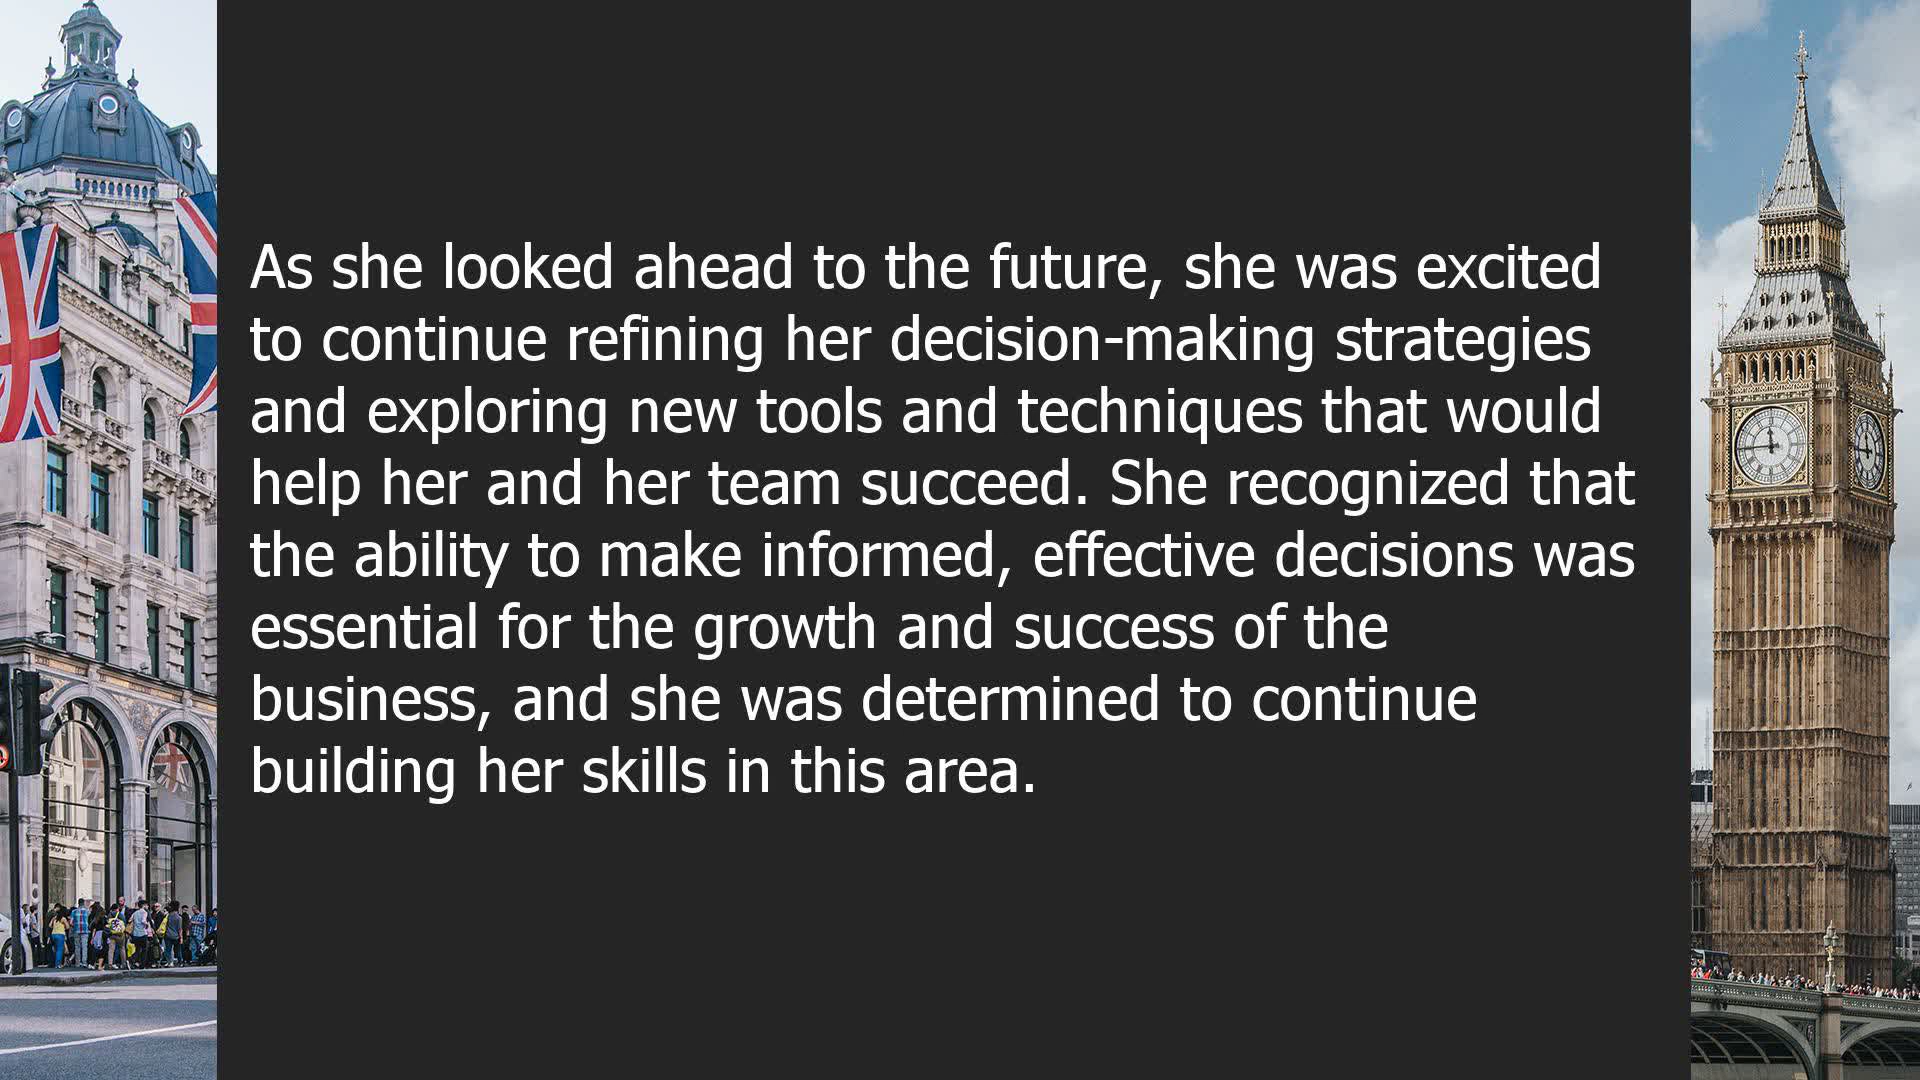 As she looked ahead to the future, she was excited
to continue refining her decision-making strategies
and exploring new tools and techniques that would
help her and her team succeed. She recognized that
the ability to make informed, effective decisions was
essential for the growth and success of the
business, and she was determined to continue
building her skills in this area.